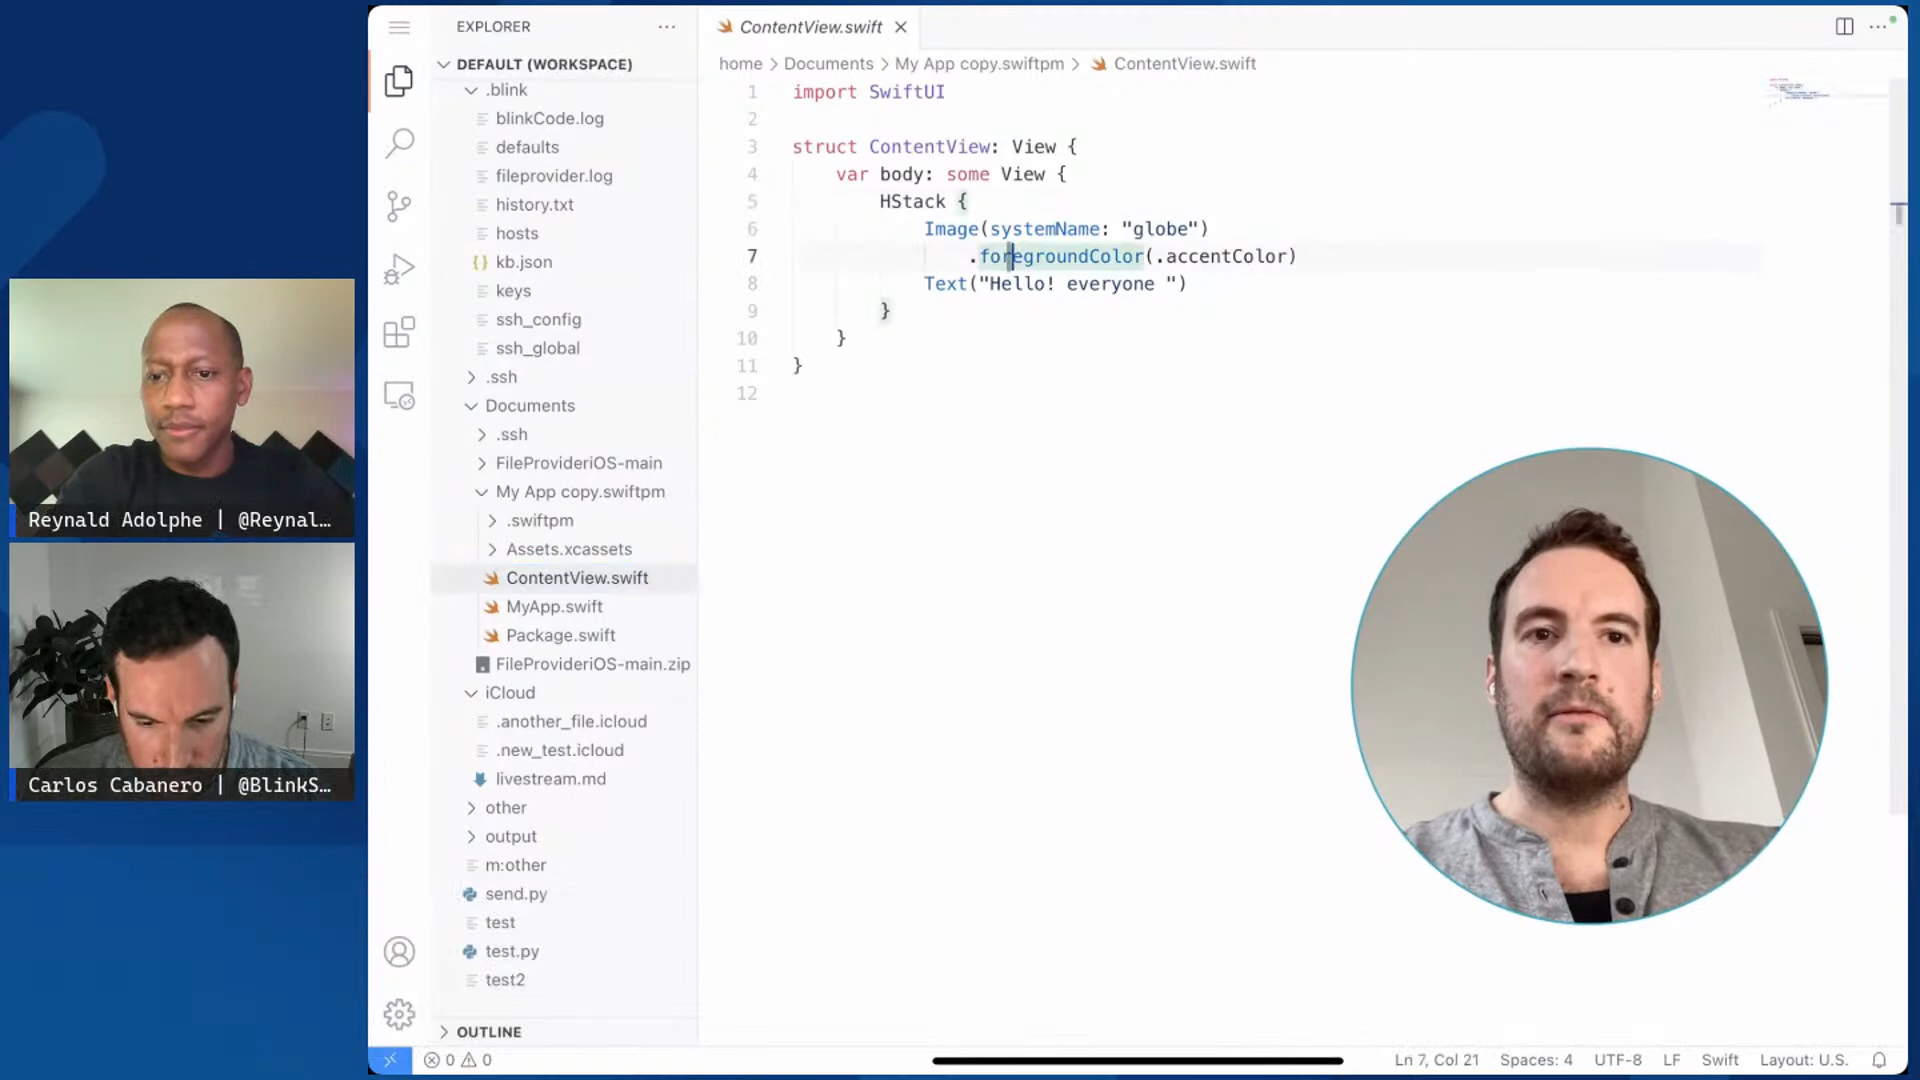 EXPLORER
DEFAULT (WORKSPACE)
.blink
blinkCode.log
defaults
fileprovider.log
history.txt
hosts
{} kb.json
keys
ssh_config
ssh_global
.ssh
Documents
.ssh
FileProvideriOS-main
My App copy.swiftpm
.swiftpm
Assets.xcassets
ContentView.swift
MyApp.swift
Package.swift
FileProvideriOS-main.zip
iCloud
.another_file.icloud
.new_test.icloud
livestream.md
other
output
m:other
send.py
test
test.py
test2
OUTLINE
ContentView.swift
home > Documents > My App copy.swiftpm > ContentView.swift
1 import SwiftUI
2
3 struct ContentView: View {
4 var body: some View {
5 HStack {
6 Image(systemName: "globe")
7 .foregroundColor(.accentColor)
8 Text("Hello! everyone ")
9 }
10 }
11 }
12
Reynald Adolphe | @Reynal…
Carlos Cabanero | @BlinkS…
0 0
Ln 7, Col 21 Spaces: 4 UTF-8 LF Swift Layout: U.S.